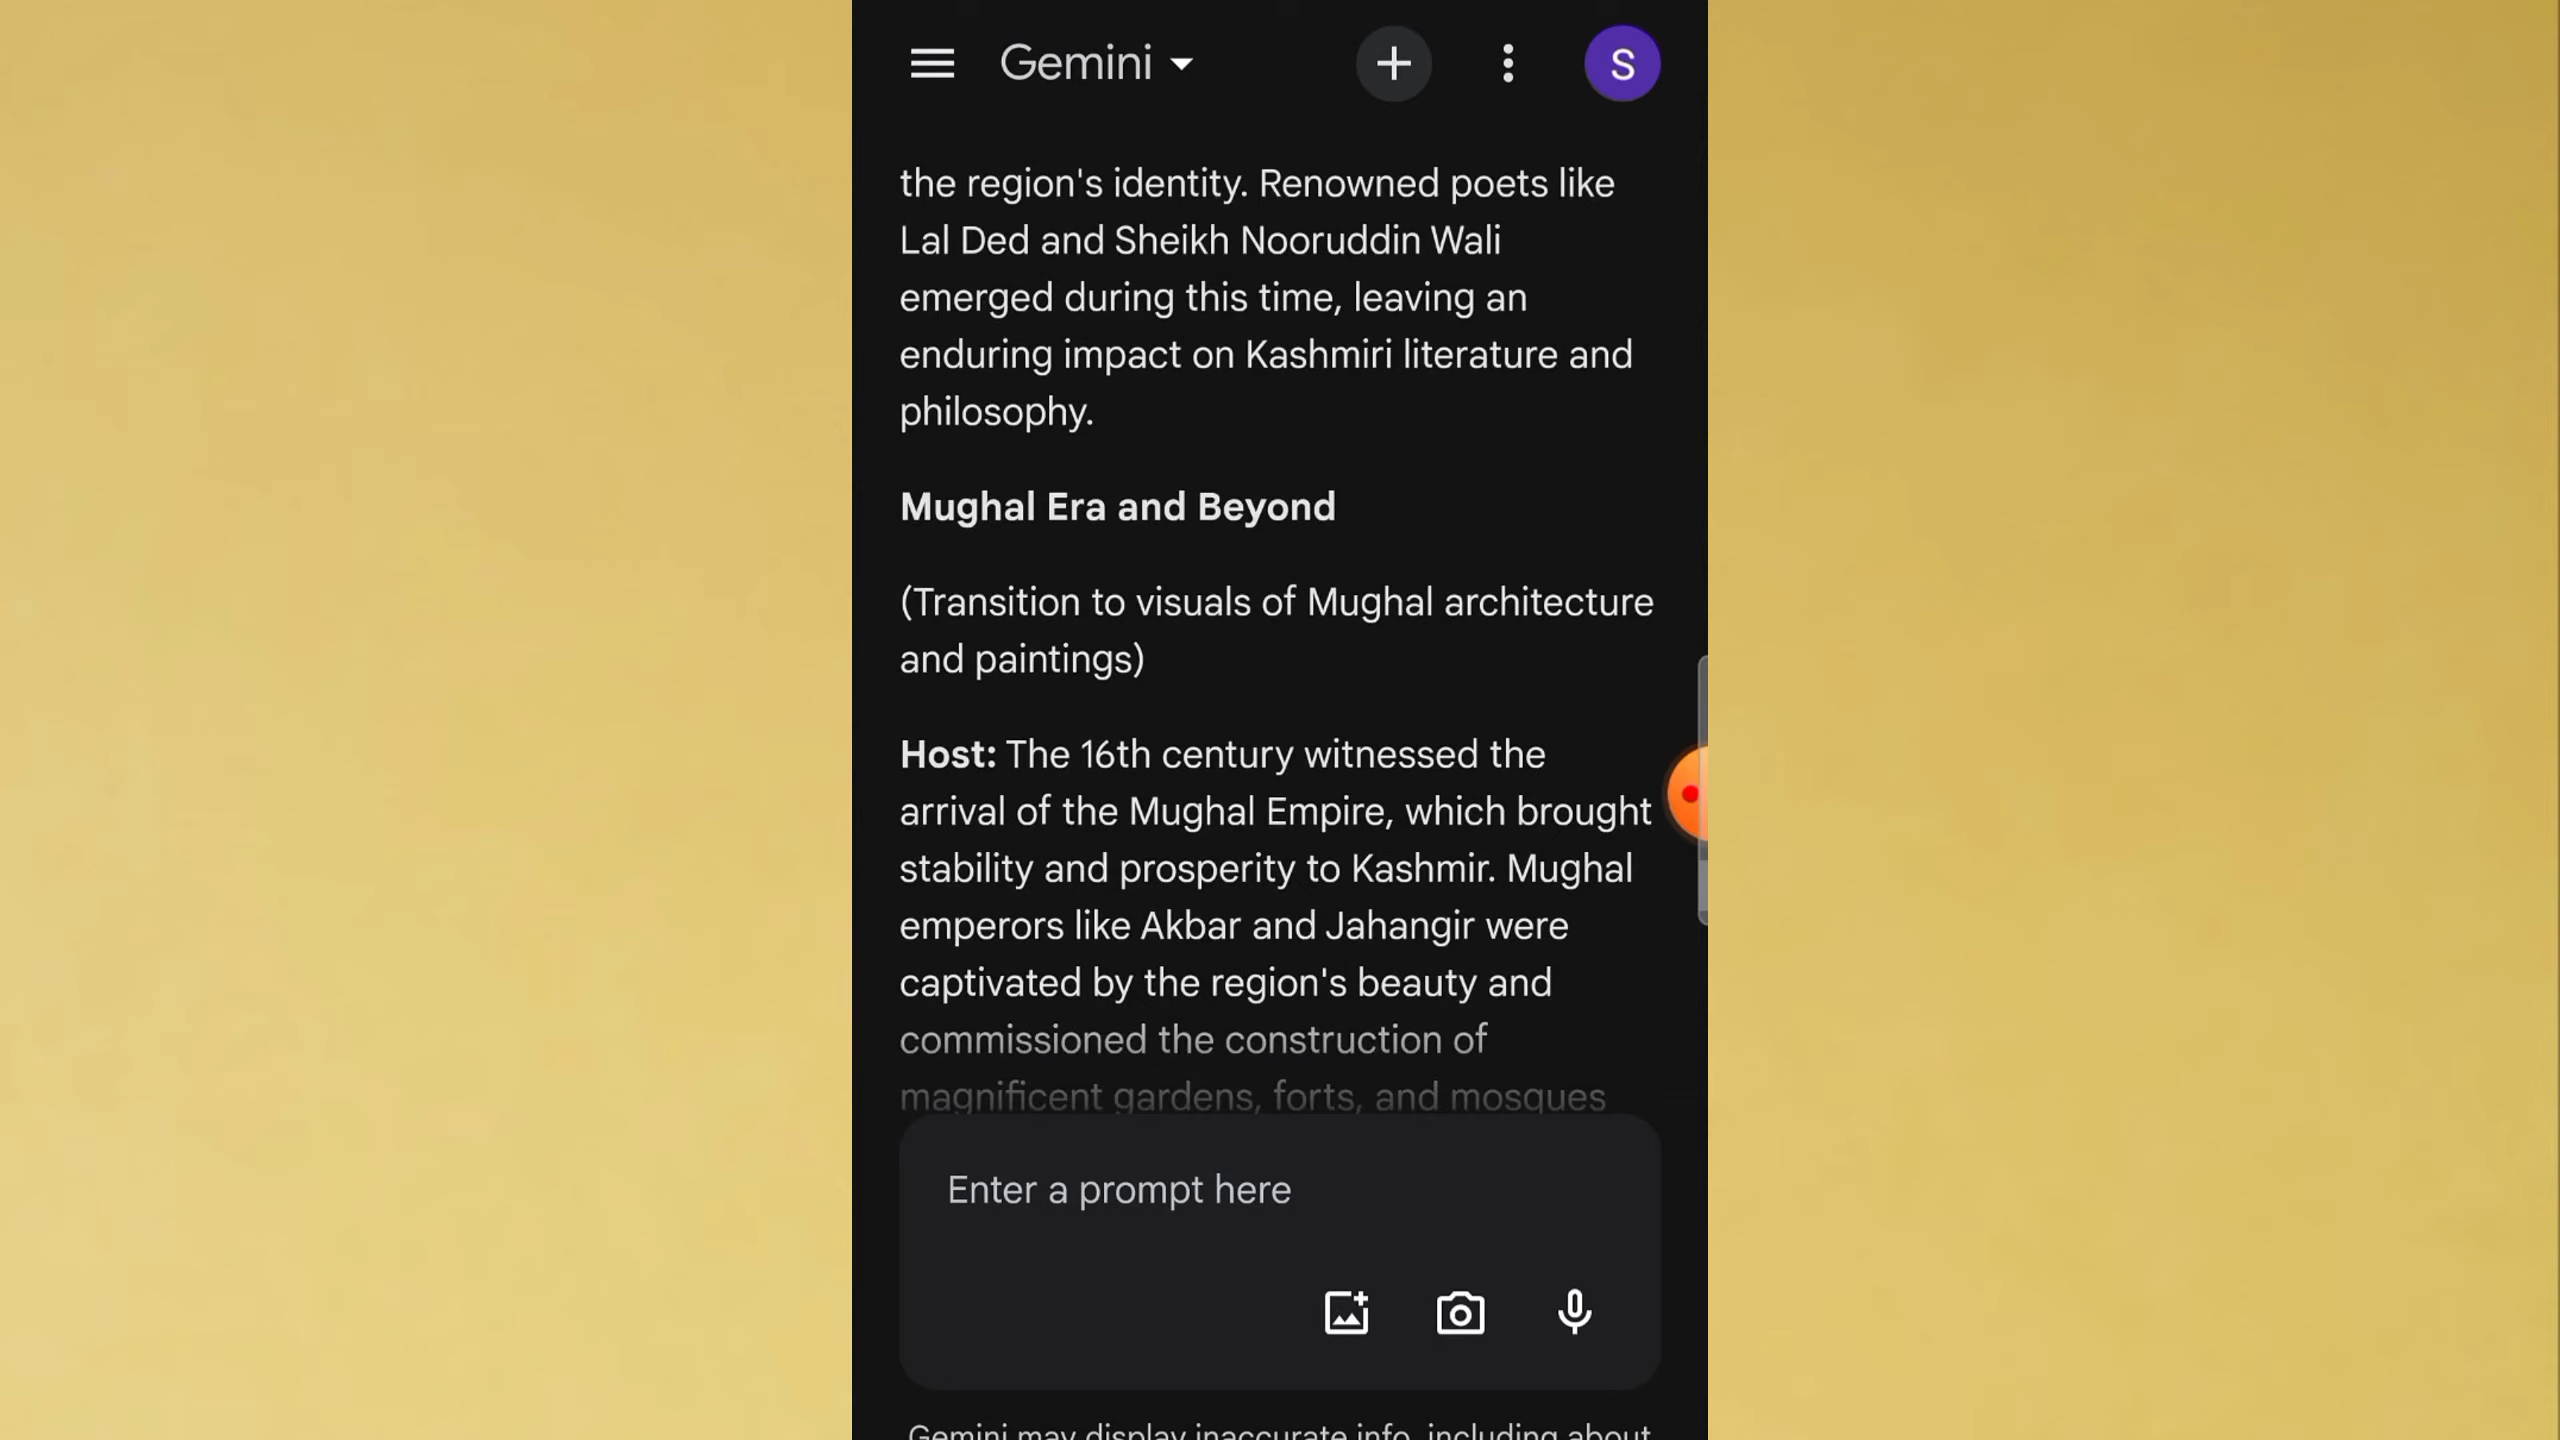 Gemini
S
the region's identity. Renowned poets like
Lal Ded and Sheikh Nooruddin Wali
emerged during this time, leaving an
enduring impact on Kashmiri literature and
philosophy.
Mughal Era and Beyond
(Transition to visuals of Mughal architecture
and paintings)
Host: The 16th century witnessed the
arrival of the Mughal Empire, which brought
stability and prosperity to Kashmir. Mughal
emperors like Akbar and Jahangir were
captivated by the region's beauty and
commissioned the construction of
magnificent gardens, forts, and mosques
Enter a prompt here
Gemini may display inaccurate info, including about